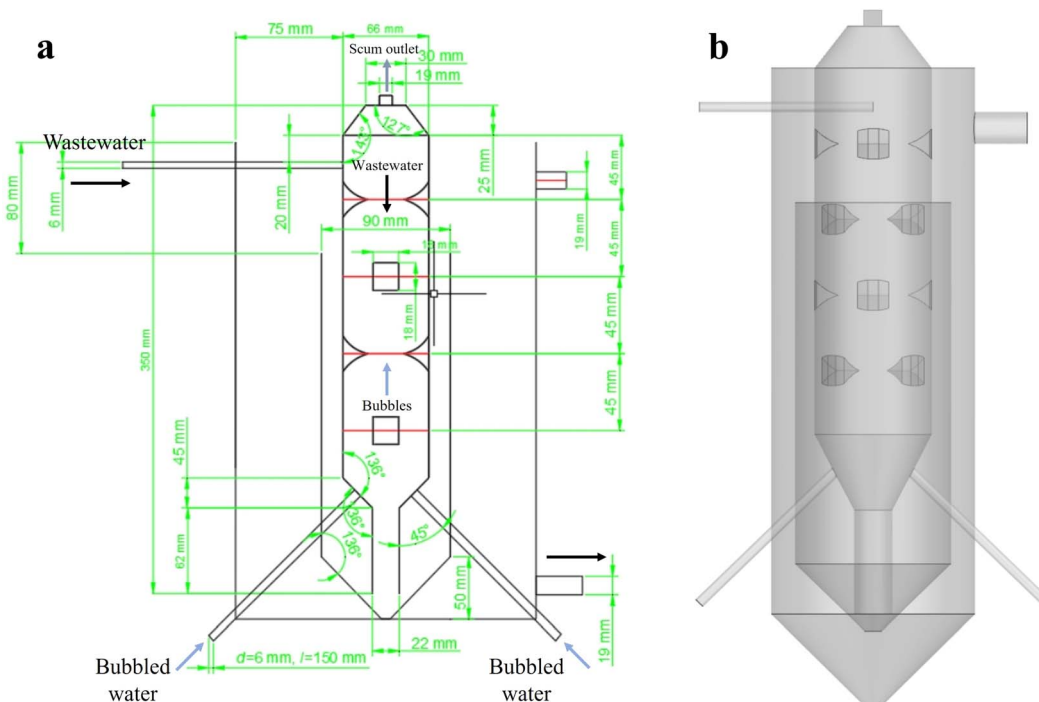 a
b
75 mm
66 mm
Scum outlet
30 mm
19 mm
127°
143°
Wastewater
Wastewater
6 mm
80 mm
20 mm
25 mm
45 mm
19 mm
90 mm
45 mm
18 mm
350 mm
45 mm
Bubbles
45 mm
45 mm
136°
136°
45°
136°
62 mm
50 mm
19 mm
22 mm
d=6 mm, l=150 mm
Bubbled
water
Bubbled
water